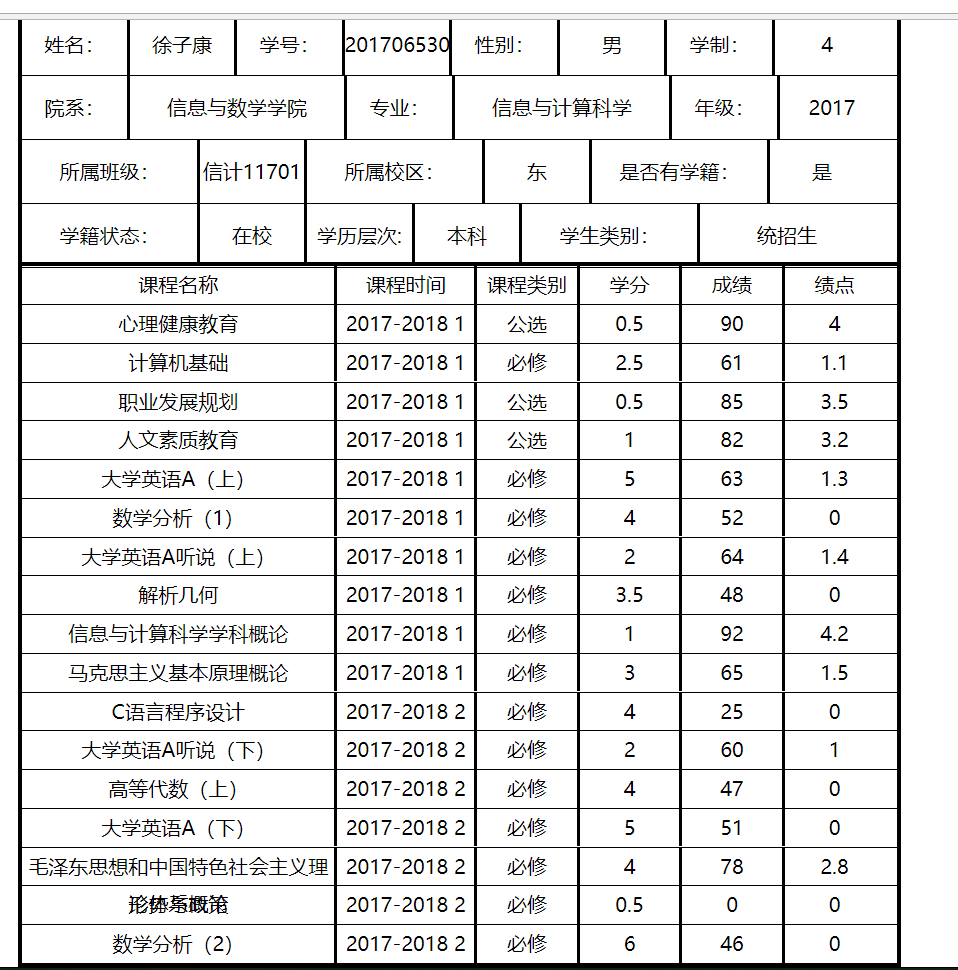 姓名： 徐子康 学号： 201706530 性别： 男 学制： 4
院系： 信息与数学学院 专业： 信息与计算科学 年级： 2017
所属班级： 信计11701 所属校区： 东 是否有学籍： 是
学籍状态： 在校 学历层次: 本科 学生类别： 统招生
课程名称 课程时间 课程类别 学分 成绩 绩点
心理健康教育 2017-2018 1 公选 0.5 90 4
计算机基础 2017-2018 1 必修 2.5 61 1.1
职业发展规划 2017-2018 1 公选 0.5 85 3.5
人文素质教育 2017-2018 1 公选 1 82 3.2
大学英语A（上） 2017-2018 1 必修 5 63 1.3
数学分析（1） 2017-2018 1 必修 4 52 0
大学英语A听说（上） 2017-2018 1 必修 2 64 1.4
解析几何 2017-2018 1 必修 3.5 48 0
信息与计算科学学科概论 2017-2018 1 必修 1 92 4.2
马克思主义基本原理概论 2017-2018 1 必修 3 65 1.5
C语言程序设计 2017-2018 2 必修 4 25 0
大学英语A听说（下） 2017-2018 2 必修 2 60 1
高等代数（上） 2017-2018 2 必修 4 47 0
大学英语A（下） 2017-2018 2 必修 5 51 0
毛泽东思想和中国特色社会主义理 2017-2018 2 必修 4 78 2.8
2017-2018 2 必修 0.5 0 0
数学分析（2） 2017-2018 2 必修 6 46 0